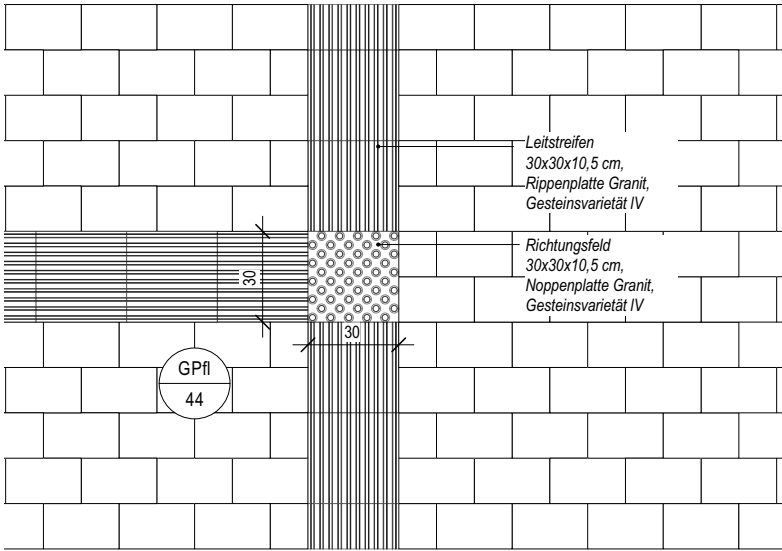 Leitstreifen
30x30x10,5 cm,
Rippenplatte Granit,
Gesteinsvarietät IV
Richtungsfeld
30x30x10,5 cm,
Noppenplatte Granit,
Gesteinsvarietät IV
30
30
GPfl
44